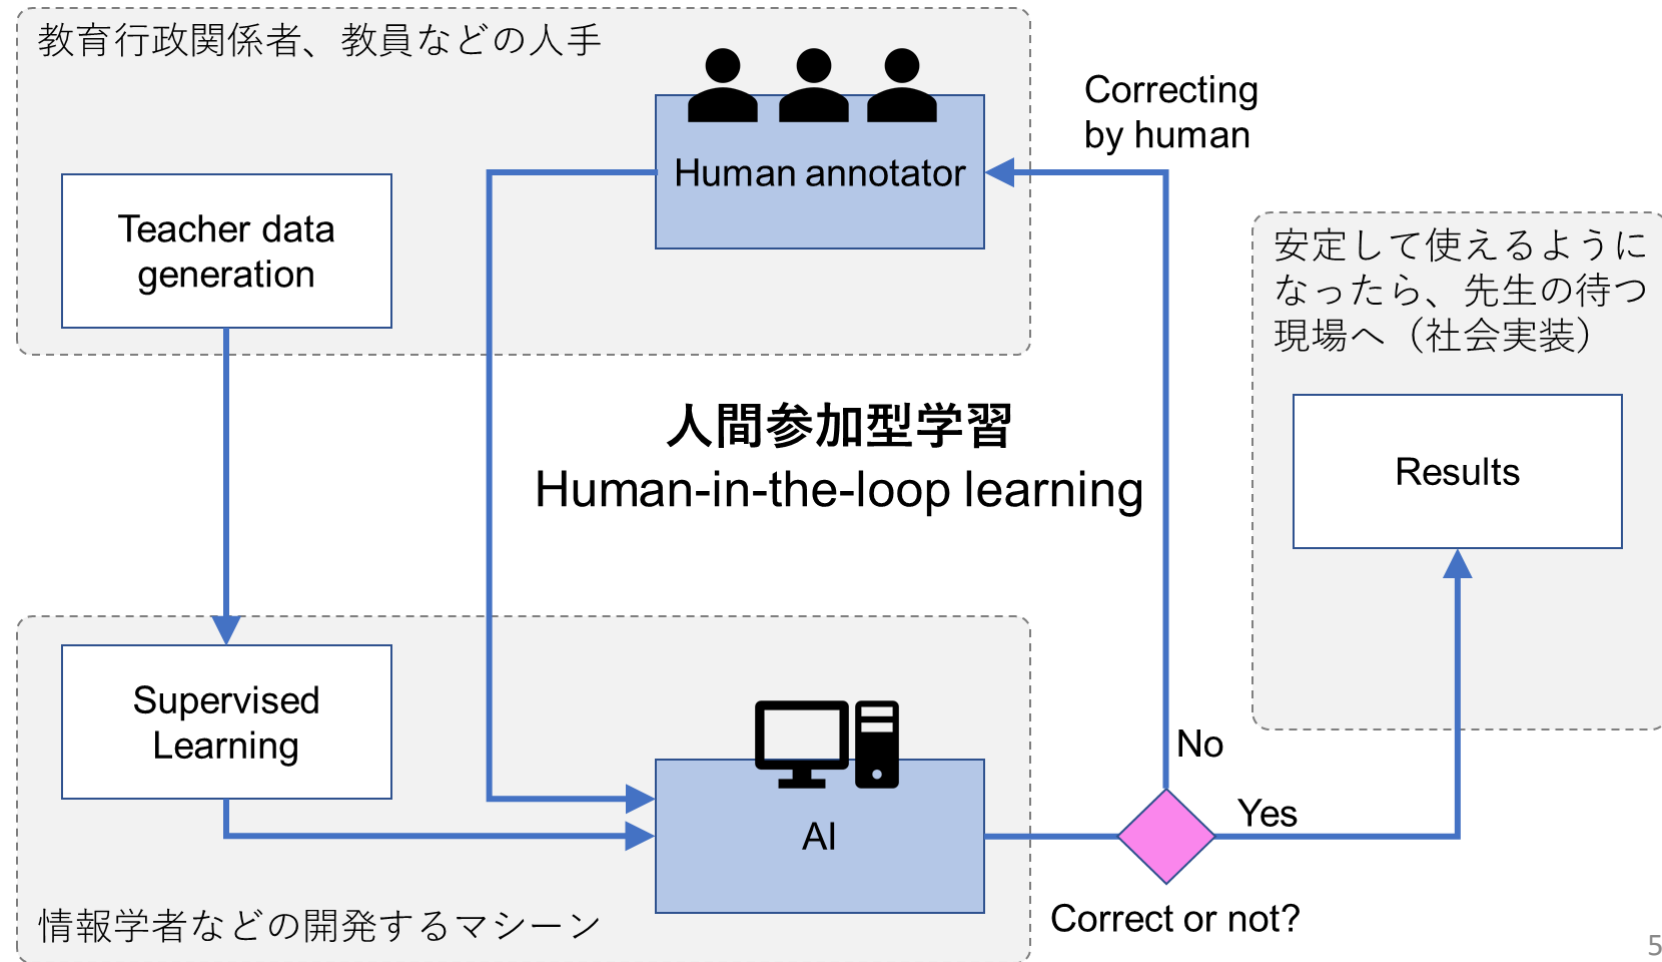 教育行政関係者、教員などの人手
Human annotator
Correcting
by human
Teacher data
generation
安定して使えるように
なったら、先生の待つ
現場へ（社会実装）
人間参加型学習
Human-in-the-loop learning
Results
Supervised
Learning
AI
No
Yes
Correct or not?
情報学者などの開発するマシーン
5